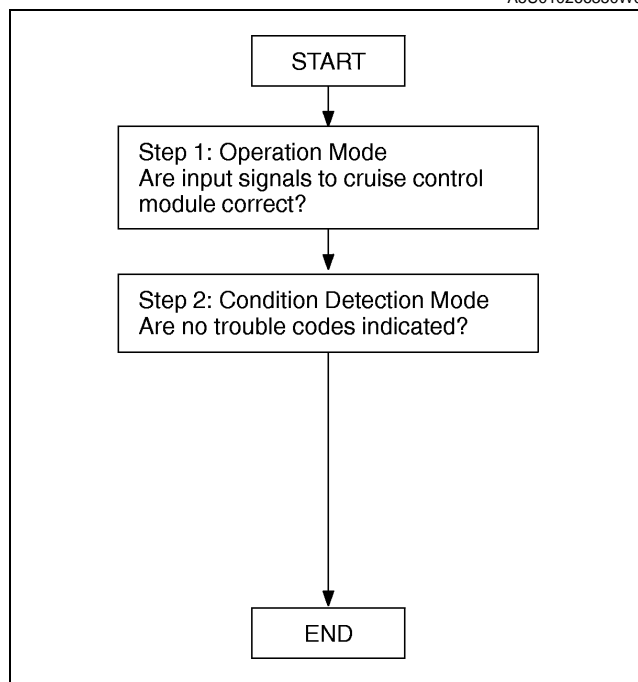 START
Step 1: Operation Mode
Are input signals to cruise control
module correct?
Step 2: Condition Detection Mode
Are no trouble codes indicated?
END